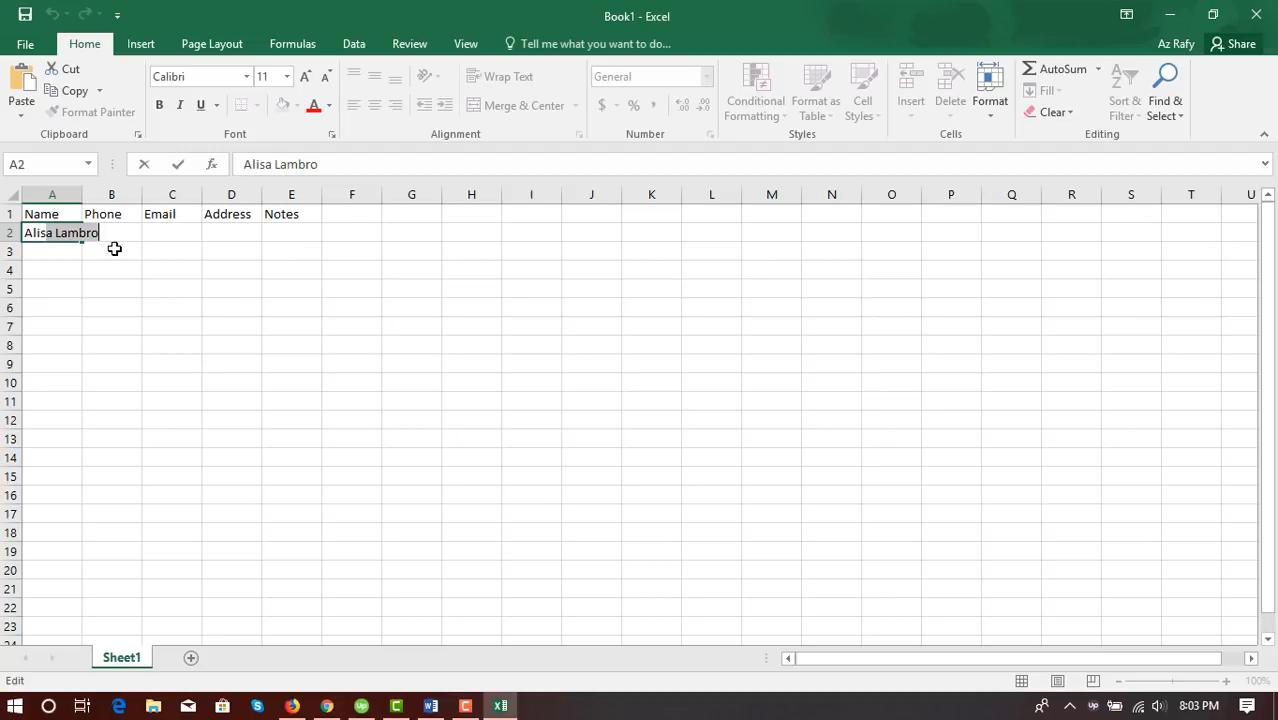 Book1 - Excel
File Home Insert Page Layout Formulas Data Review View Tell me what you want to do... Az Rafy Share
Paste
Cut
Copy
Format Painter
Clipboard
Calibri 11 A A
B I U A
Font
Wrap Text
Merge & Center
Alignment
General
$ % ,
Number
Conditional Formatting
Format as Table
Cell Styles
Styles
Insert Delete Format
Cells
AutoSum
Fill
Clear
Sort & Filter
Find & Select
Editing
A2 fx Alisa Lambro
A B C D E F G H I J K L M N O P Q R S T U
1 Name Phone Email Address Notes
2 Alisa Lambro
3
4
5
6
7
8
9
10
11
12
13
14
15
16
17
18
19
20
21
22
23
24
Sheet1
Edit 100%
8:03 PM